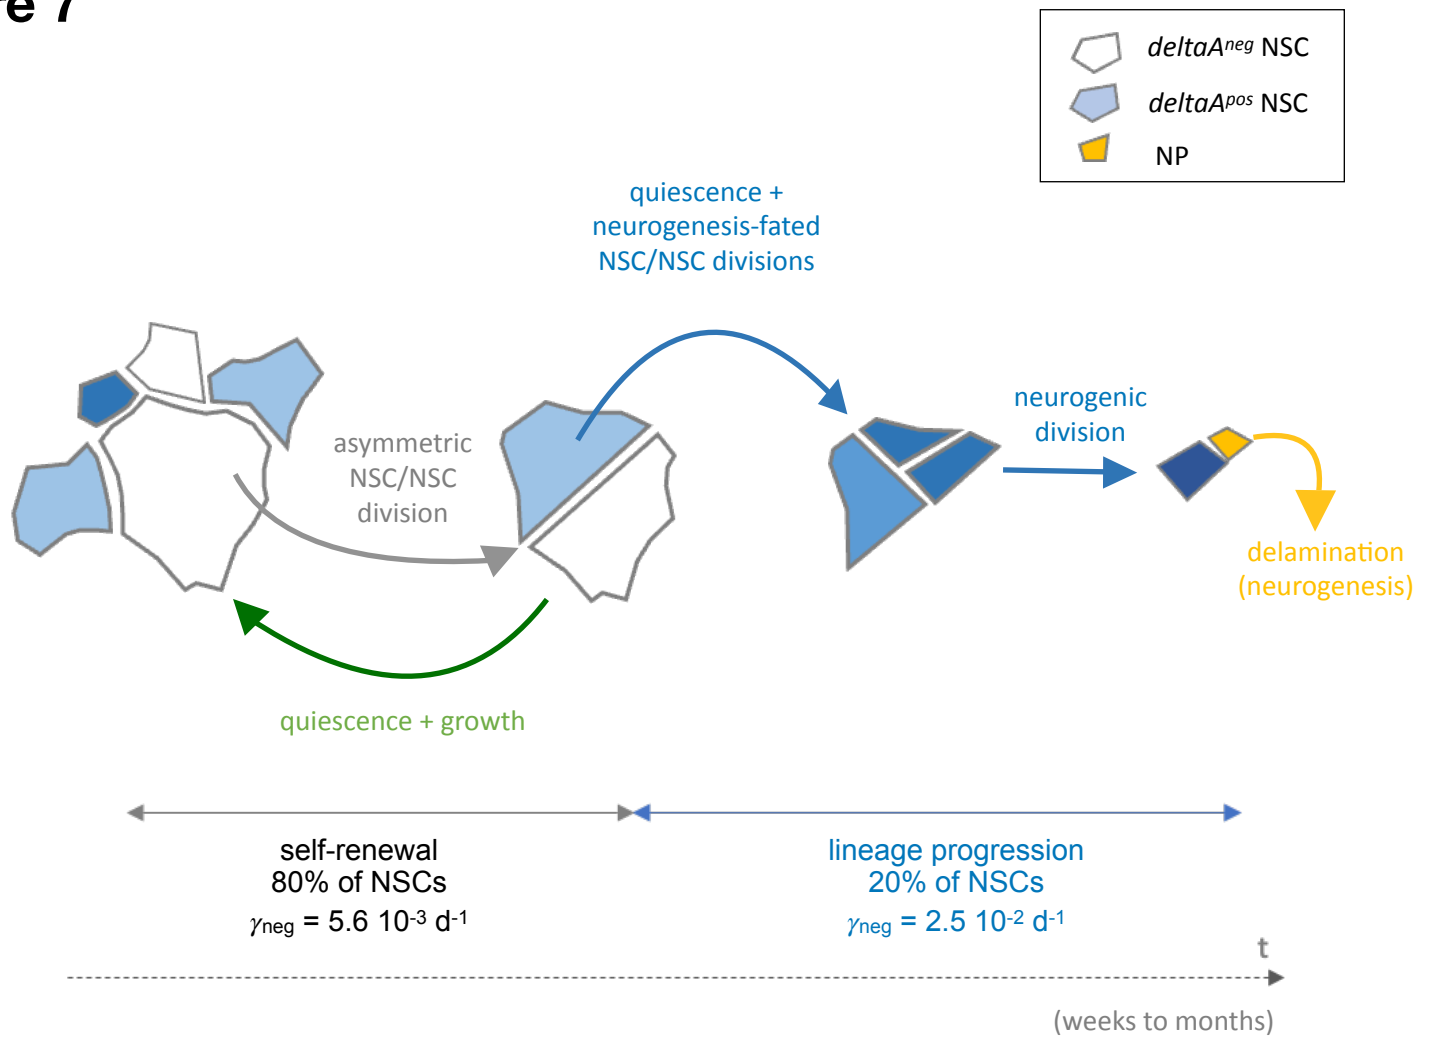 re 7
deltaAneg NSC
deltaApos NSC
NP
quiescence +
neurogenesis-fated
NSC/NSC divisions
asymmetric
NSC/NSC
division
neurogenic
division
delamination
(neurogenesis)
quiescence + growth
self-renewal
80% of NSCs
γneg = 5.6 10-3 d-1
lineage progression
20% of NSCs
γneg = 2.5 10-2 d-1
t
(weeks to months)